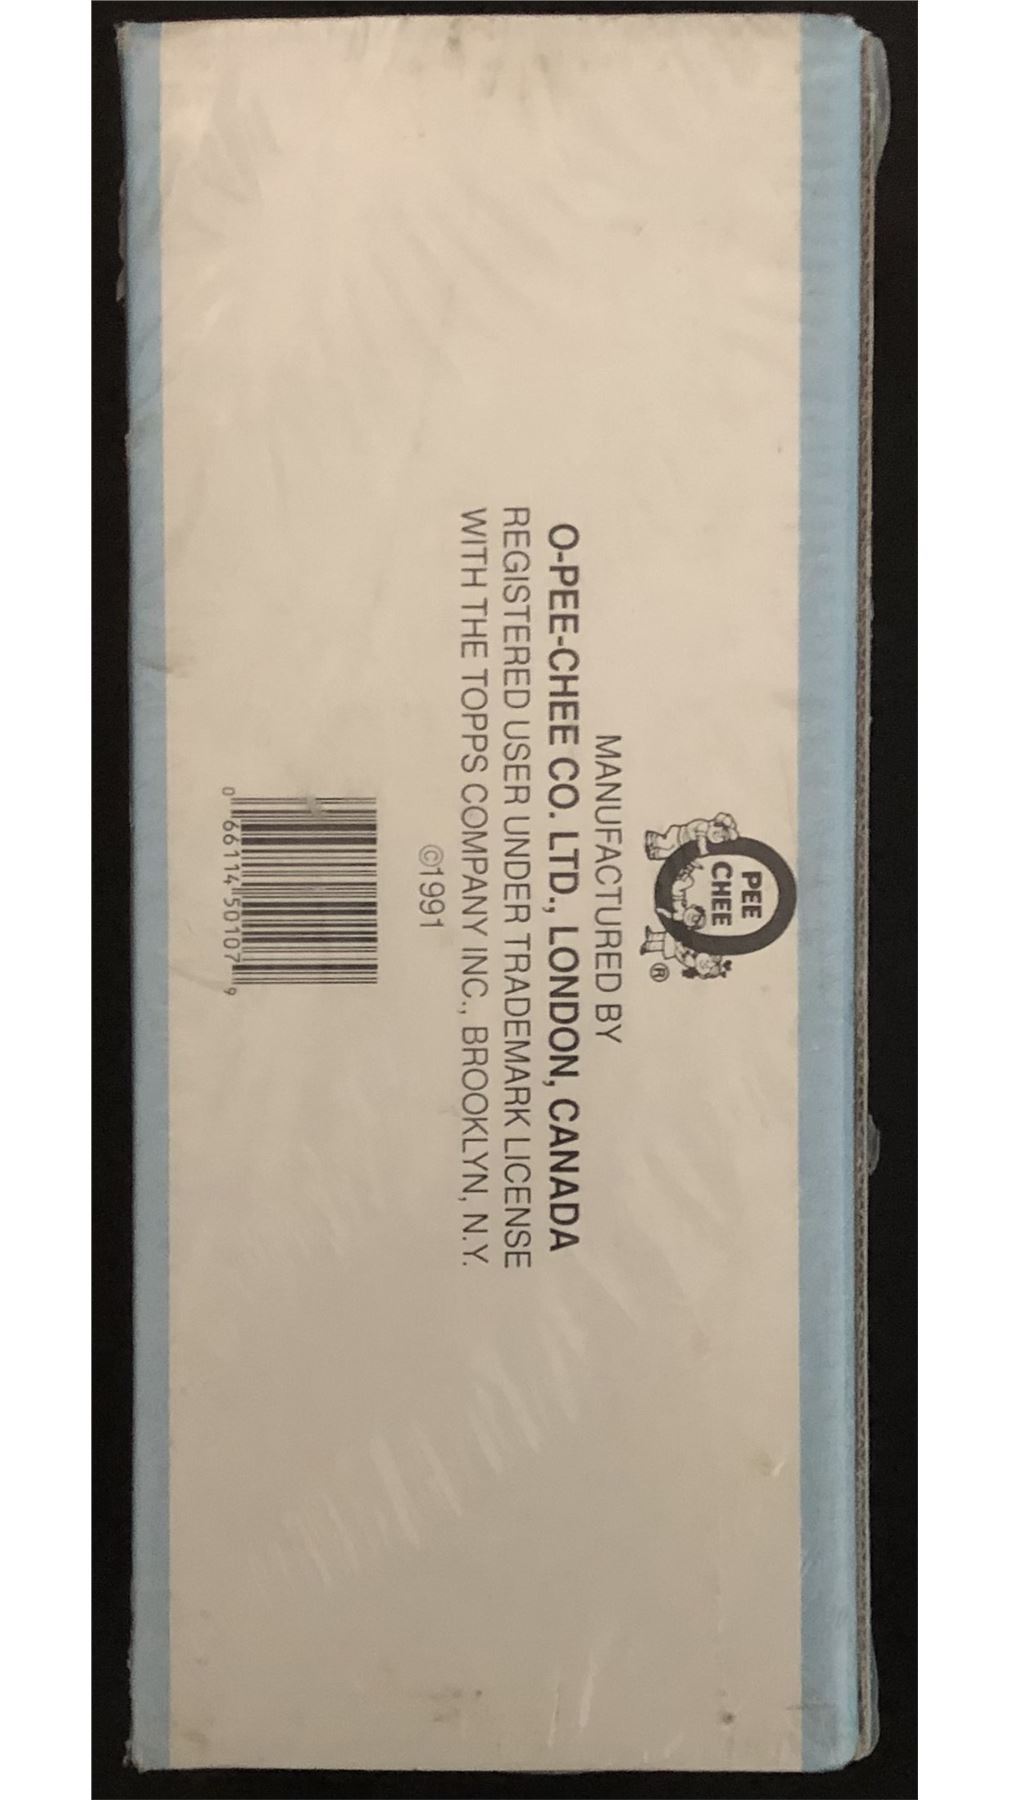 PEE
CHEE
®
MANUFACTURED BY
O-PEE-CHEE CO. LTD., LONDON, CANADA
REGISTERED USER UNDER TRADEMARK LICENSE
WITH THE TOPPS COMPANY INC., BROOKLYN, N.Y.
©1991
0 66114 50107 9